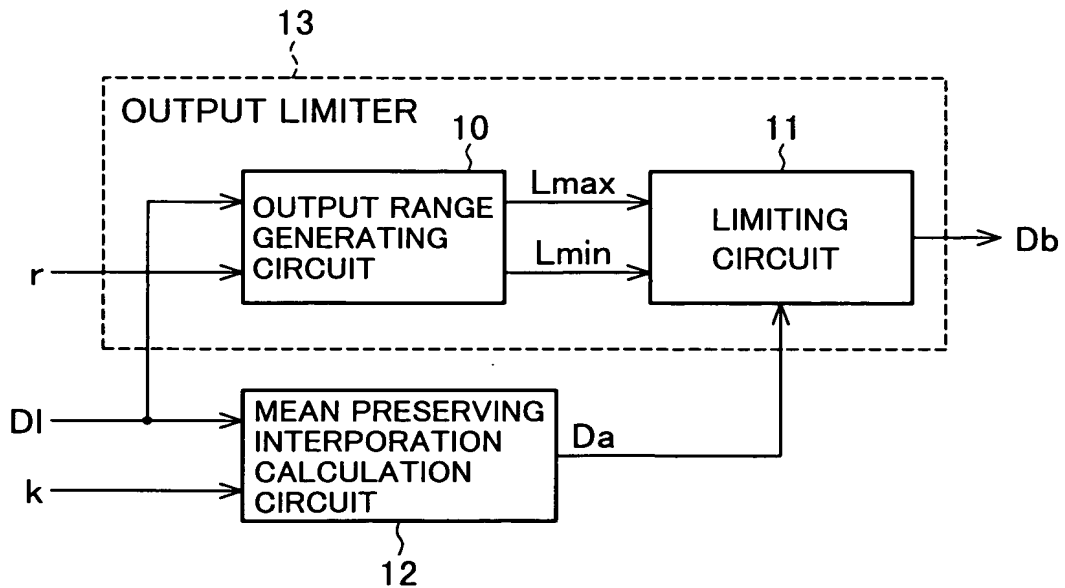 13
OUTPUT LIMITER
10
11
OUTPUT RANGE
GENERATING
CIRCUIT
Lmax
Lmin
LIMITING
CIRCUIT
Db
r
DI
k
MEAN PRESERVING
INTERPORATION
CALCULATION
CIRCUIT
Da
12